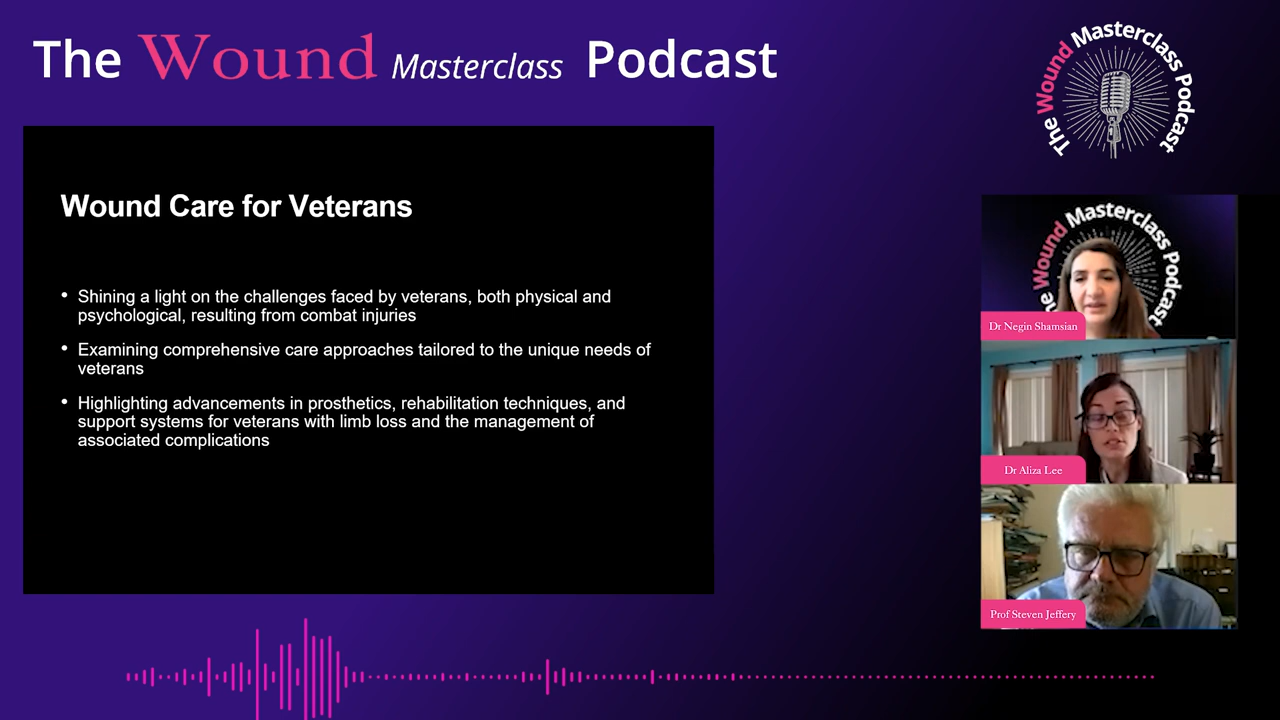 The Wound Masterclass Podcast
The Wound Masterclass Podcast
Wound Care for Veterans
• Shining a light on the challenges faced by veterans, both physical and
psychological, resulting from combat injuries
• Examining comprehensive care approaches tailored to the unique needs of
veterans
• Highlighting advancements in prosthetics, rehabilitation techniques, and
support systems for veterans with limb loss and the management of
associated complications
The Wound Masterclass Podcast
Dr Negin Shamsian
Dr Aliza Lee
Prof Steven Jeffery